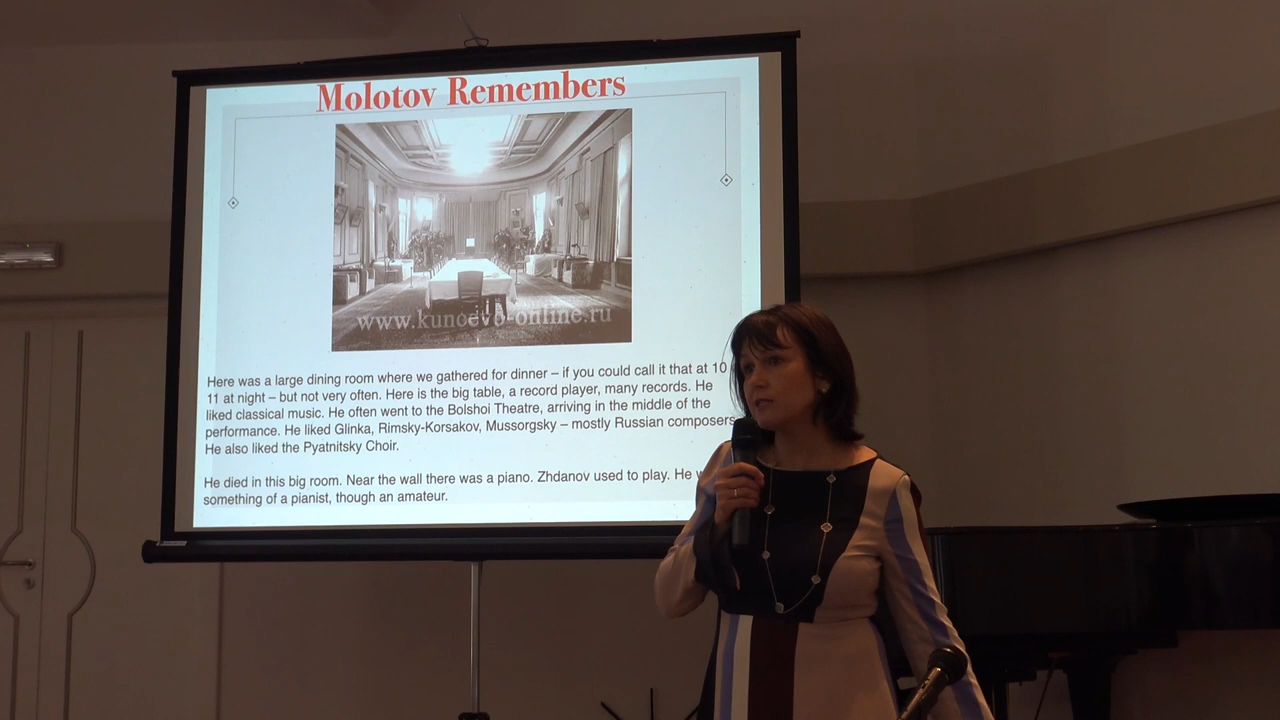 Molotov Remembers
www.kunoevo-online.ru
Here was a large dining room where we gathered for dinner – if you could call it that at 10
11 at night – but not very often. Here is the big table, a record player, many records. He
liked classical music. He often went to the Bolshoi Theatre, arriving in the middle of the
performance. He liked Glinka, Rimsky-Korsakov, Mussorgsky – mostly Russian composers
He also liked the Pyatnitsky Choir.
He died in this big room. Near the wall there was a piano. Zhdanov used to play. He
something of a pianist, though an amateur.